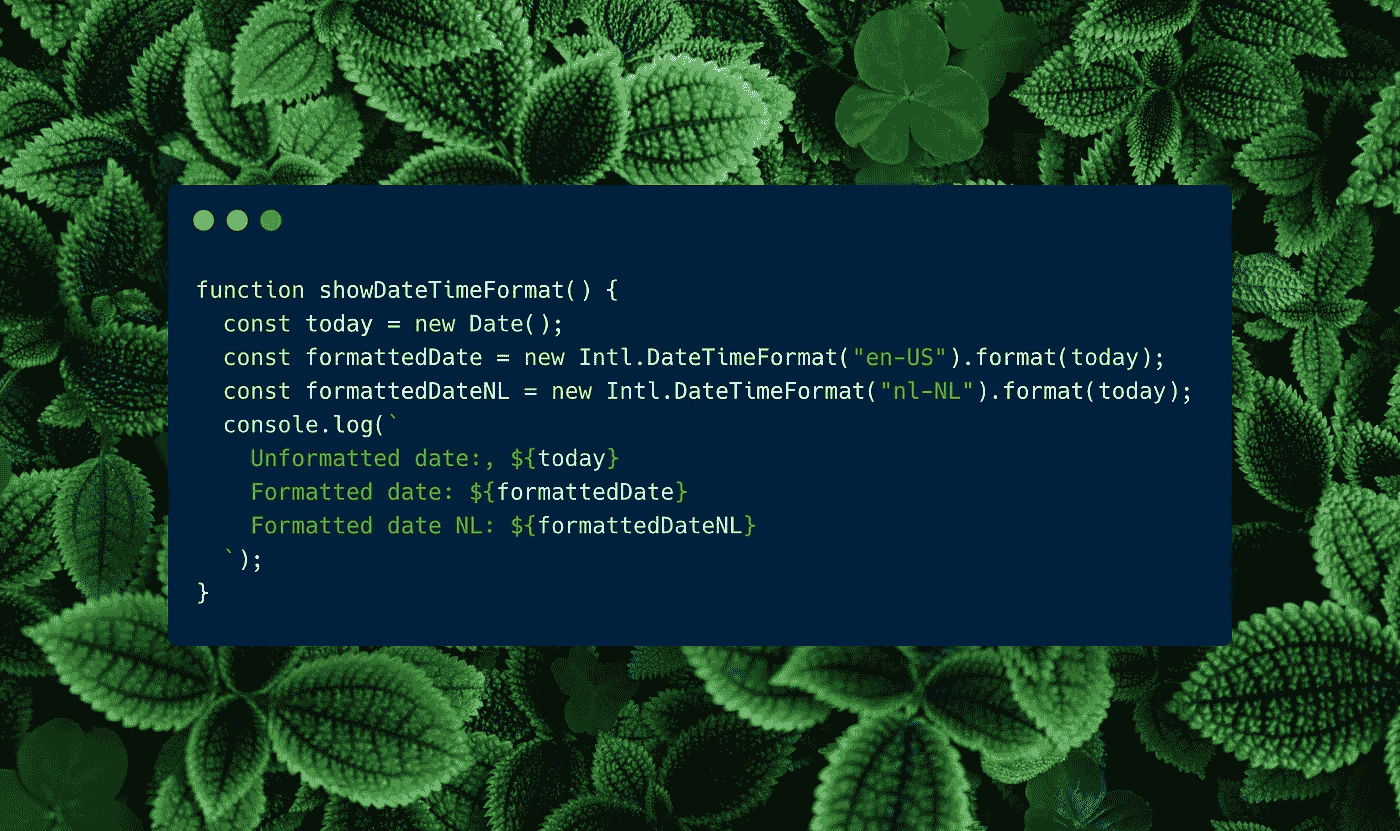 function showDateTimeFormat() {
  const today = new Date();
  const formattedDate = new Intl.DateTimeFormat("en-US").format(today);
  const formattedDateNL = new Intl.DateTimeFormat("nl-NL").format(today);
  console.log(`
    Unformatted date:, ${today}
    Formatted date: ${formattedDate}
    Formatted date NL: ${formattedDateNL}
  `);
}